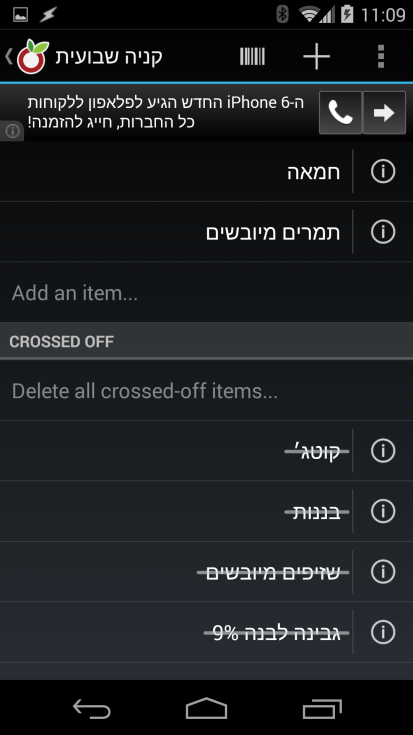 11:09
קניה שבועית
ה-iPhone 6 החדש הגיע לפלאפון ללקוחות
כל החברות, חייג להזמנה!
חמאה
תמרים מיובשים
Add an item...
CROSSED OFF
Delete all crossed-off items...
קוטג'
בננות
שזיפים מיובשים
גבינה לבנה 9%